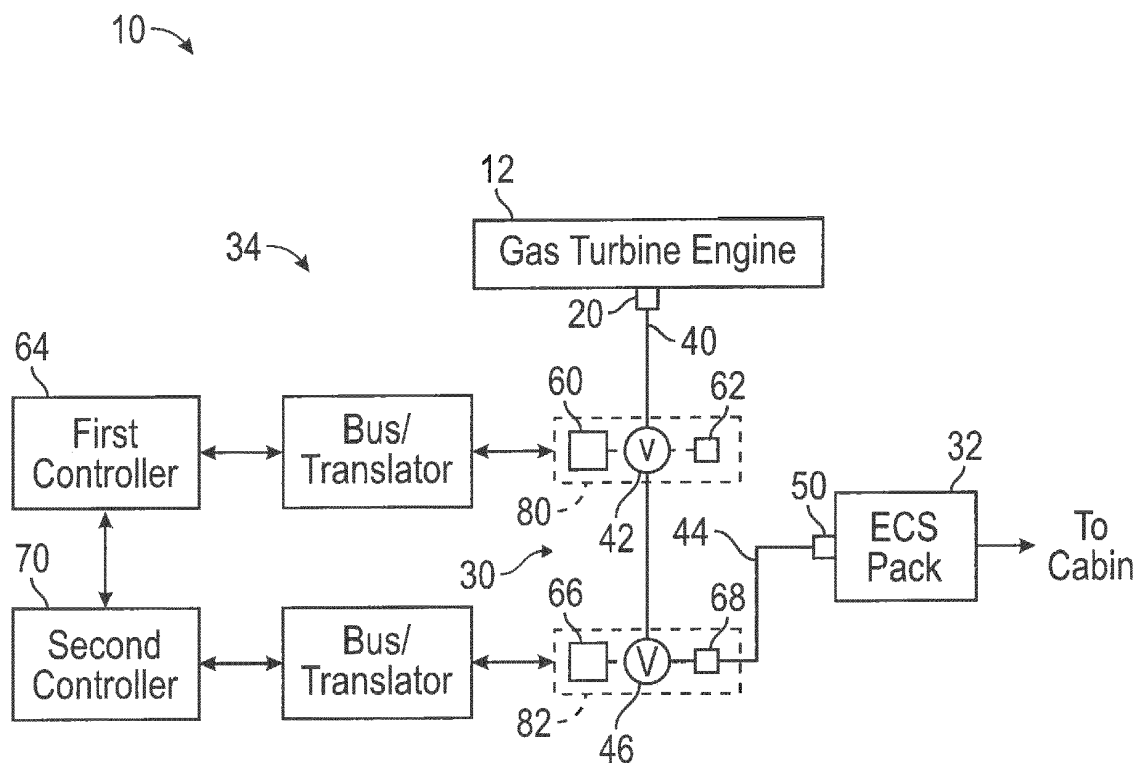 10
12
Gas Turbine Engine
34
20
40
64
First
Controller
Bus/
Translator
60
62
V
80
42
32
50
ECS
Pack
To
Cabin
44
30
70
Second
Controller
Bus/
Translator
66
68
V
82
46